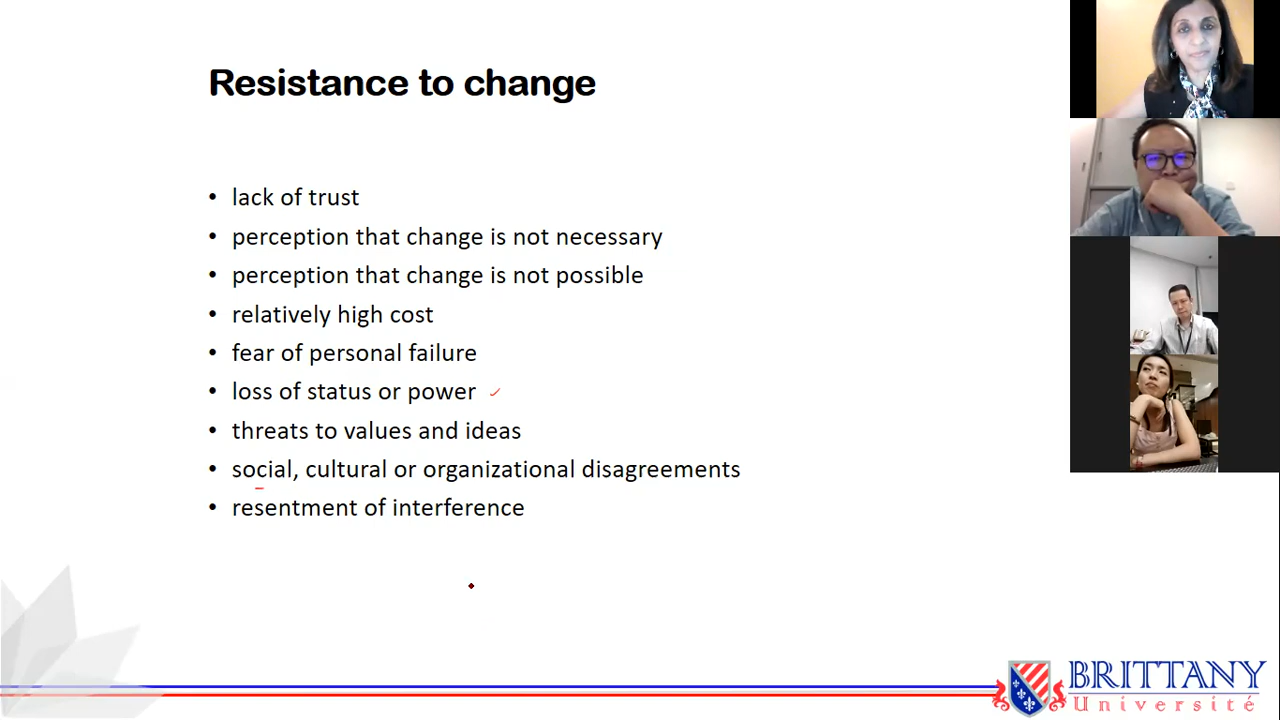 Resistance to change
• lack of trust
• perception that change is not necessary
• perception that change is not possible
• relatively high cost
• fear of personal failure
• loss of status or power
• threats to values and ideas
• social, cultural or organizational disagreements
• resentment of interference
BRITTANY
Université